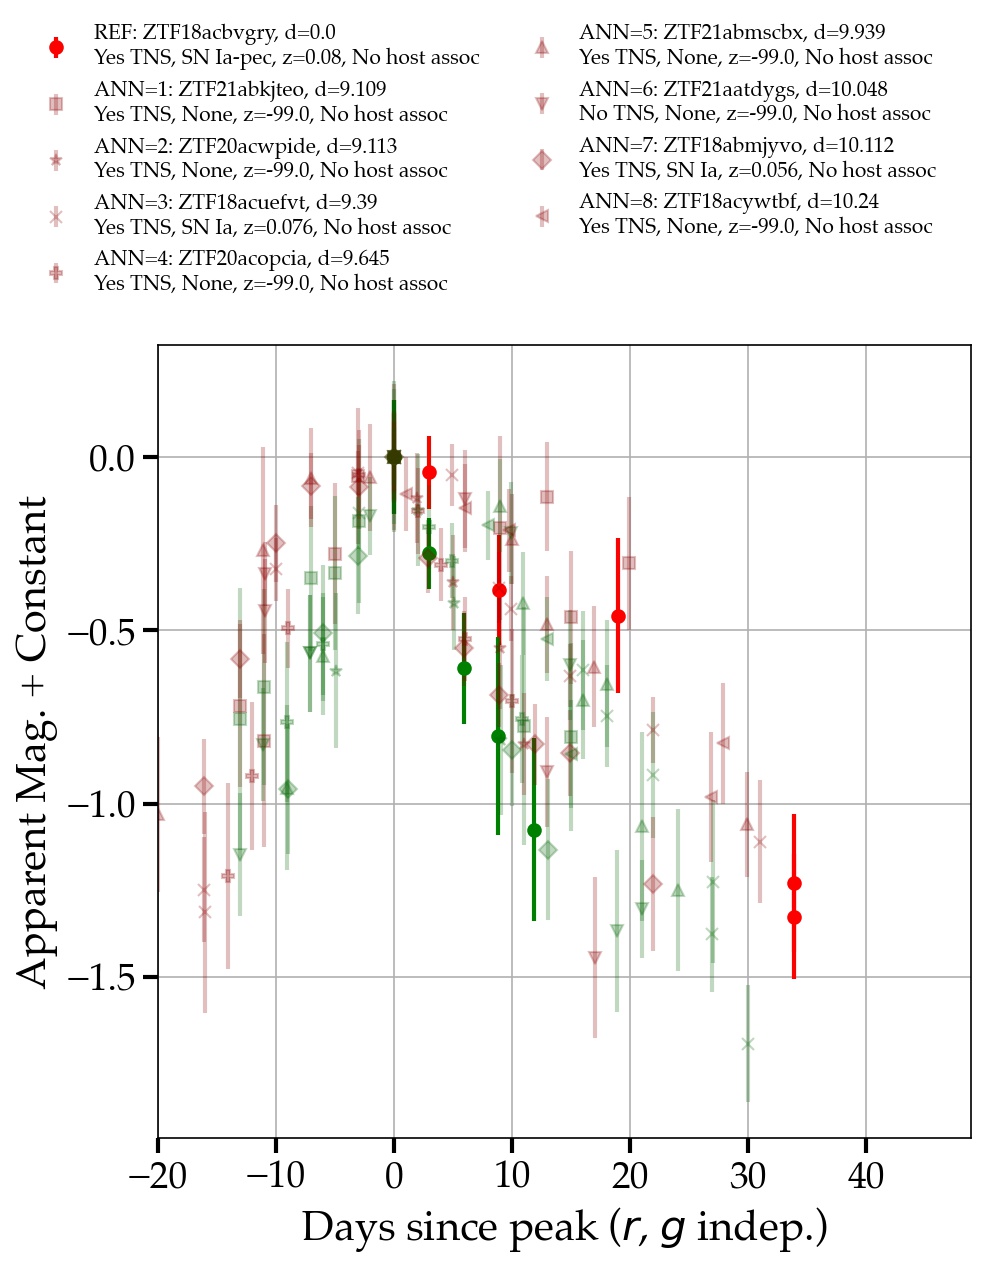 REF: ZTF18acbvgry, d=0.0
Yes TNS, SN Ia-pec, z=0.08, No host assoc
ANN=1: ZTF21abkjteo, d=9.109
Yes TNS, None, z=-99.0, No host assoc
ANN=2: ZTF20acwpide, d=9.113
Yes TNS, None, z=-99.0, No host assoc
ANN=3: ZTF18acuefvt, d=9.39
Yes TNS, SN Ia, z=0.076, No host assoc
ANN=4: ZTF20acopcia, d=9.645
Yes TNS, None, z=-99.0, No host assoc
ANN=5: ZTF21abmscbx, d=9.939
Yes TNS, None, z=-99.0, No host assoc
ANN=6: ZTF21aatdygs, d=10.048
No TNS, None, z=-99.0, No host assoc
ANN=7: ZTF18abmjyvo, d=10.112
Yes TNS, SN Ia, z=0.056, No host assoc
ANN=8: ZTF18acywtbf, d=10.24
Yes TNS, None, z=-99.0, No host assoc
Apparent Mag. + Constant
0.0
−0.5
−1.0
−1.5
−20 −10 0 10 20 30 40
Days since peak (r, g indep.)